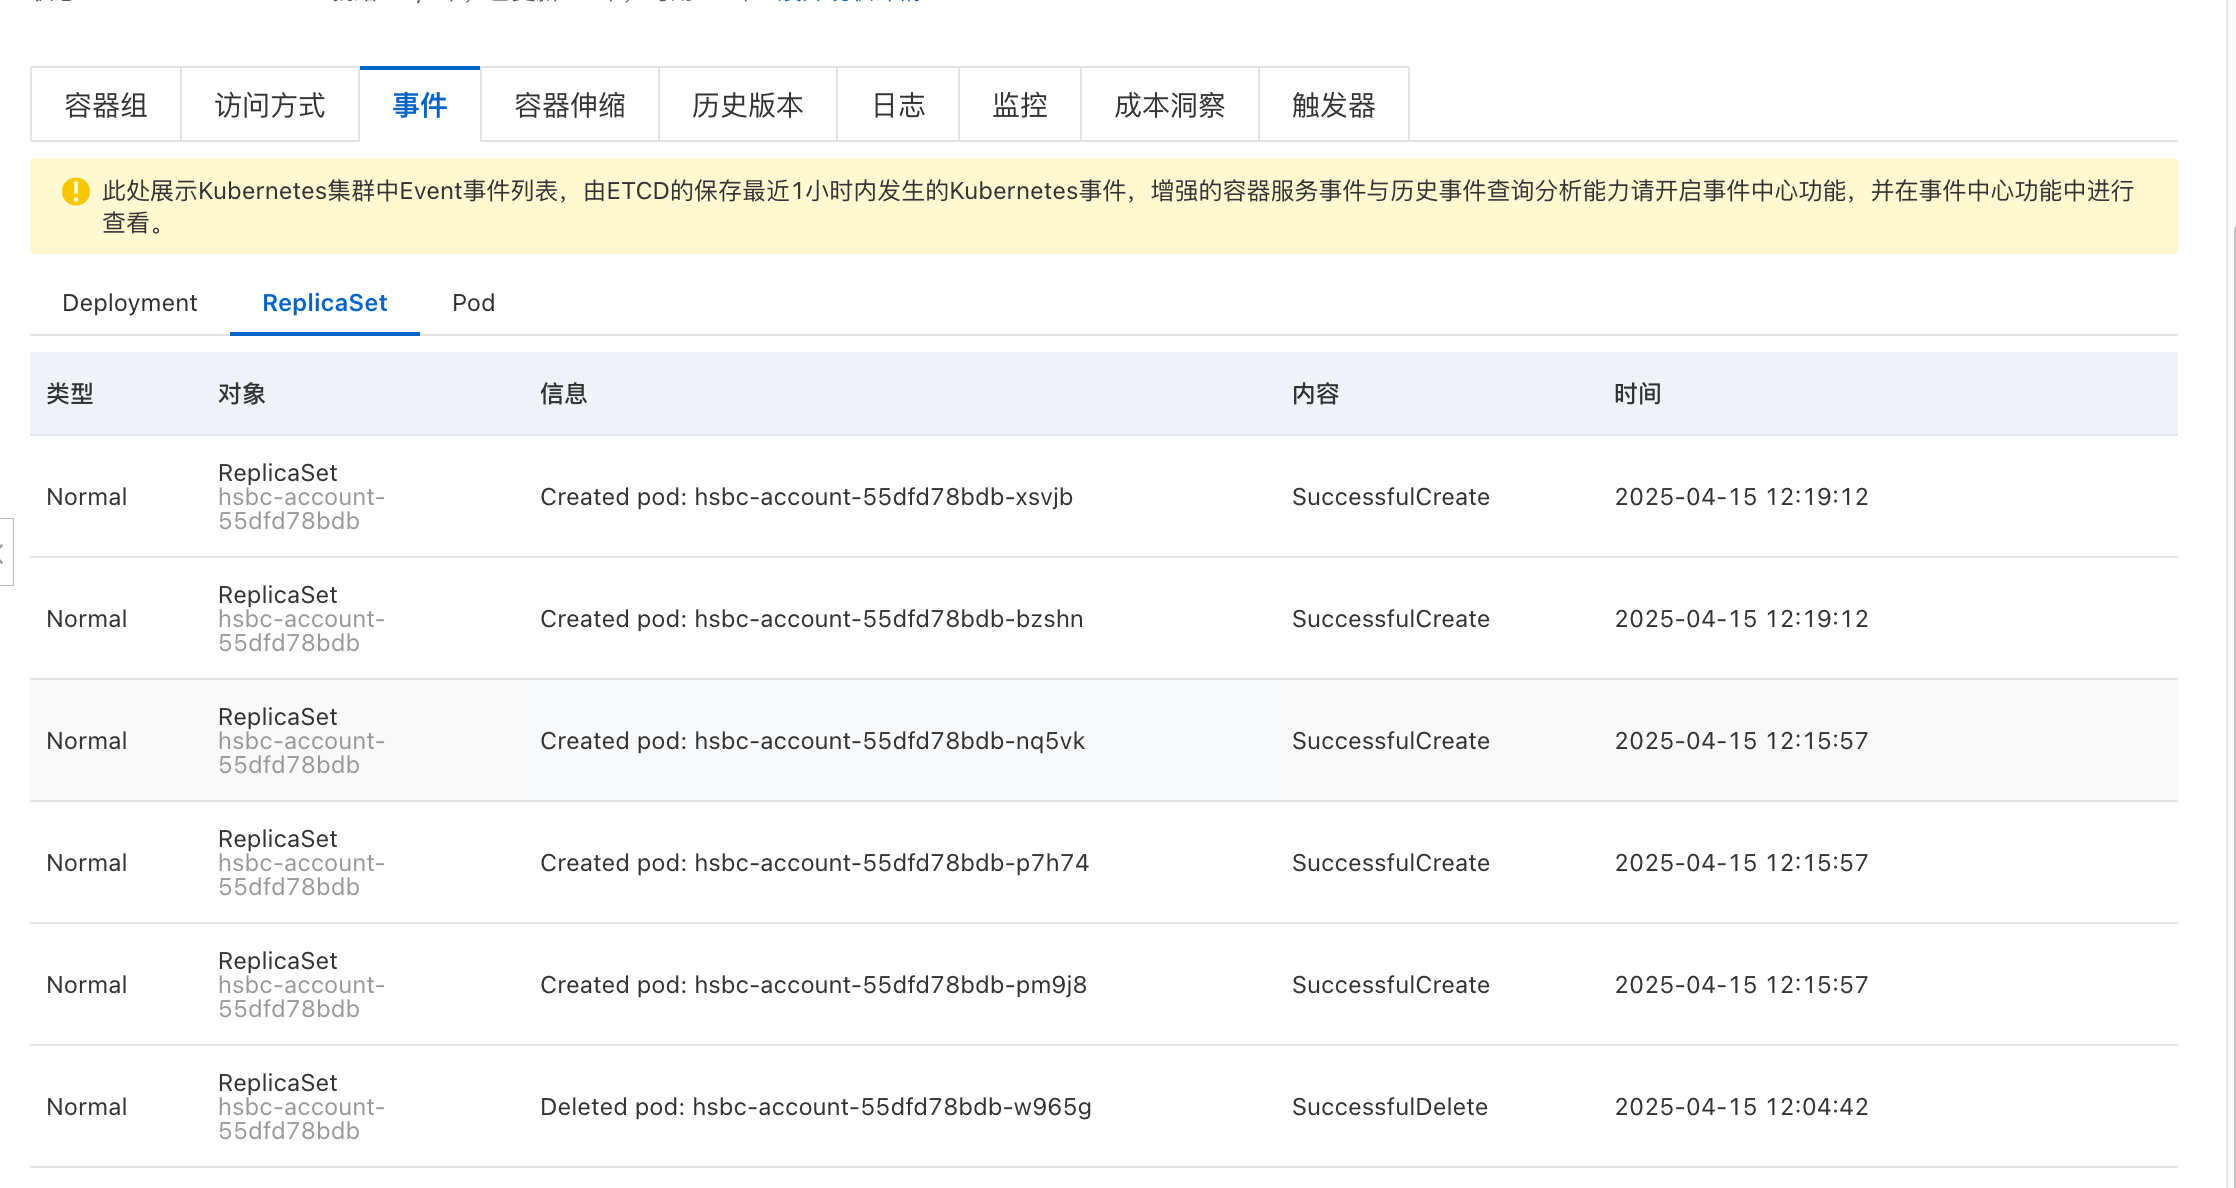 容器组 访问方式 事件 容器伸缩 历史版本 日志 监控 成本洞察 触发器
此处展示Kubernetes集群中Event事件列表，由ETCD的保存最近1小时内发生的Kubernetes事件，增强的容器服务事件与历史事件查询分析能力请开启事件中心功能，并在事件中心功能中进行
查看。
Deployment ReplicaSet Pod
类型 对象 信息 内容 时间
Normal
ReplicaSet
hsbc-account-
55dfd78bdb
Created pod: hsbc-account-55dfd78bdb-xsvjb
SuccessfulCreate
2025-04-15 12:19:12
Normal
ReplicaSet
hsbc-account-
55dfd78bdb
Created pod: hsbc-account-55dfd78bdb-bzshn
SuccessfulCreate
2025-04-15 12:19:12
Normal
ReplicaSet
hsbc-account-
55dfd78bdb
Created pod: hsbc-account-55dfd78bdb-nq5vk
SuccessfulCreate
2025-04-15 12:15:57
Normal
ReplicaSet
hsbc-account-
55dfd78bdb
Created pod: hsbc-account-55dfd78bdb-p7h74
SuccessfulCreate
2025-04-15 12:15:57
Normal
ReplicaSet
hsbc-account-
55dfd78bdb
Created pod: hsbc-account-55dfd78bdb-pm9j8
SuccessfulCreate
2025-04-15 12:15:57
Normal
ReplicaSet
hsbc-account-
55dfd78bdb
Deleted pod: hsbc-account-55dfd78bdb-w965g
SuccessfulDelete
2025-04-15 12:04:42